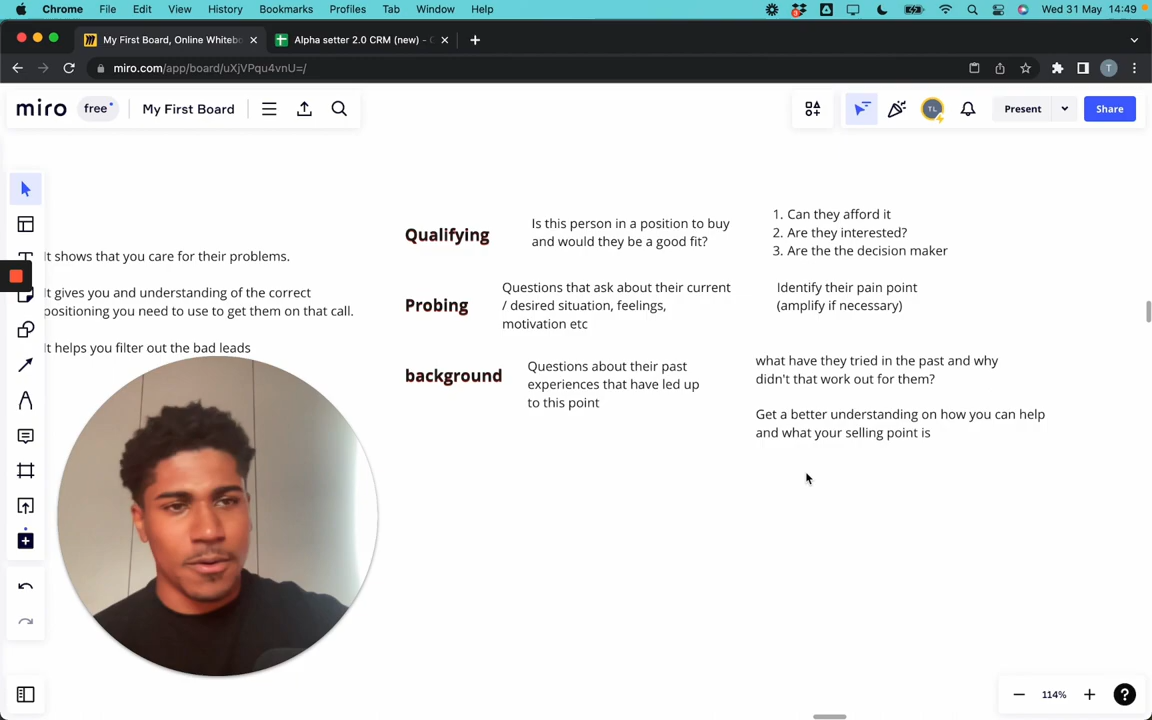 Chrome File Edit View History Bookmarks Profiles Tab Window Help
Wed 31 May 14:49
My First Board, Online Whitebo
Alpha setter 2.0 CRM (new) -
miro.com/app/board/uXjVPqu4vnU=/
T
miro free My First Board
TL
Present
Share
It shows that you care for their problems.
It gives you and understanding of the correct
positioning you need to use to get them on that call.
It helps you filter out the bad leads
Qualifying
Is this person in a position to buy
and would they be a good fit?
1. Can they afford it
2. Are they interested?
3. Are the the decision maker
Probing
Questions that ask about their current
/ desired situation, feelings,
motivation etc
Identify their pain point
(amplify if necessary)
background
Questions about their past
experiences that have led up
to this point
what have they tried in the past and why
didn't that work out for them?
Get a better understanding on how you can help
and what your selling point is
114%